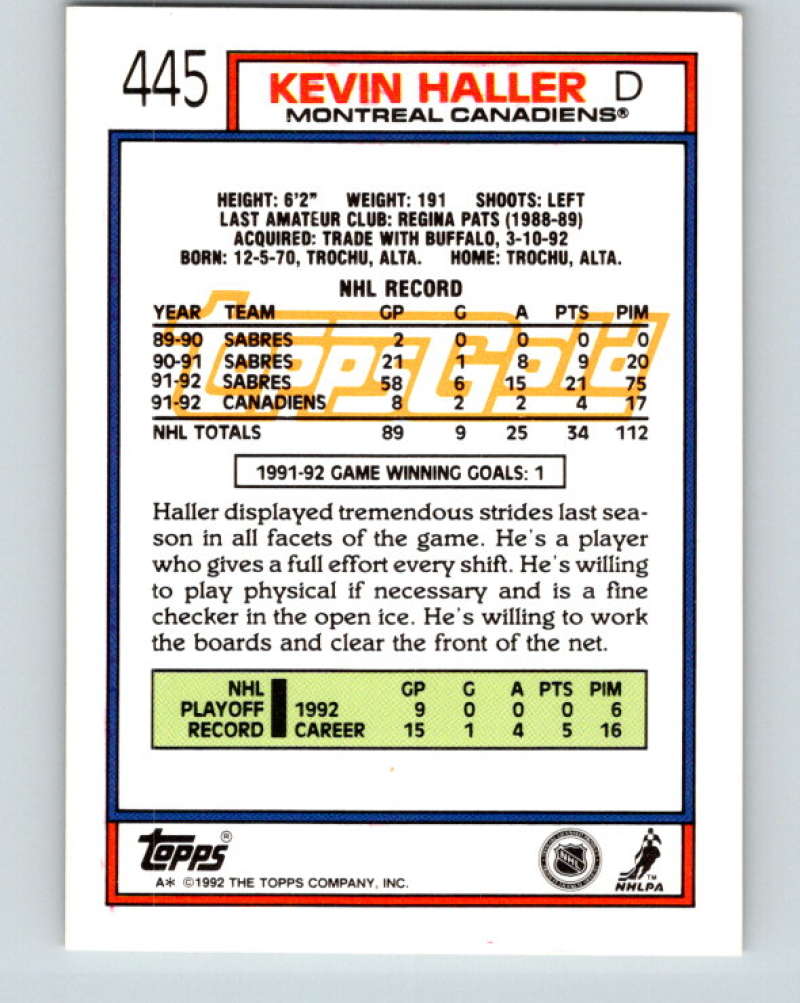 445
KEVIN HALLER D
MONTREAL CANADIENS®
HEIGHT: 6'2" WEIGHT: 191 SHOOTS: LEFT
LAST AMATEUR CLUB: REGINA PATS (1988-89)
ACQUIRED: TRADE WITH BUFFALO, 3-10-92
BORN: 12-5-70, TROCHU, ALTA. HOME: TROCHU, ALTA.
NHL RECORD
YEAR TEAM GP G A PTS PIM
89-90 SABRES 2 0 0 0 0
90-91 SABRES 21 1 8 9 20
91-92 SABRES 58 6 15 21 75
91-92 CANADIENS 8 2 2 4 17
ToppsGold
NHL TOTALS 89 9 25 34 112
1991-92 GAME WINNING GOALS: 1
Haller displayed tremendous strides last sea-
son in all facets of the game. He's a player
who gives a full effort every shift. He's willing
to play physical if necessary and is a fine
checker in the open ice. He's willing to work
the boards and clear the front of the net.
NHL GP G A PTS PIM
PLAYOFF 1992 9 0 0 0 6
RECORD CAREER 15 1 4 5 16
TOPPS®
A* ©1992 THE TOPPS COMPANY, INC.
NHL
TM
NHLPA